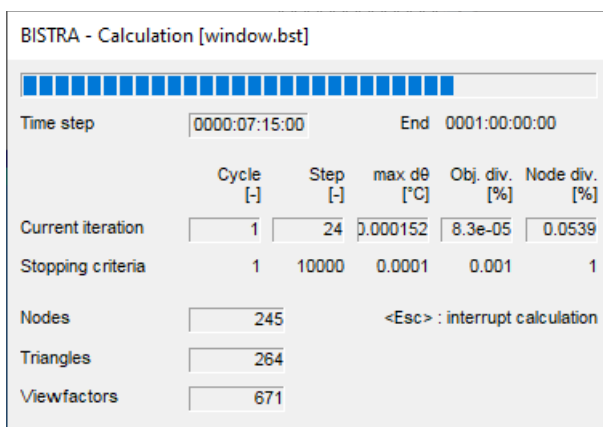 BISTRA - Calculation [window.bst]
Time step 0000:07:15:00 End 0001:00:00:00
Cycle Step max dθ Obj. div. Node div.
[-] [-] [°C] [%] [%]
Current iteration 1 24 0.000152 8.3e-05 0.0539
Stopping criteria 1 10000 0.0001 0.001 1
Nodes 245 <Esc> : interrupt calculation
Triangles 264
Viewfactors 671